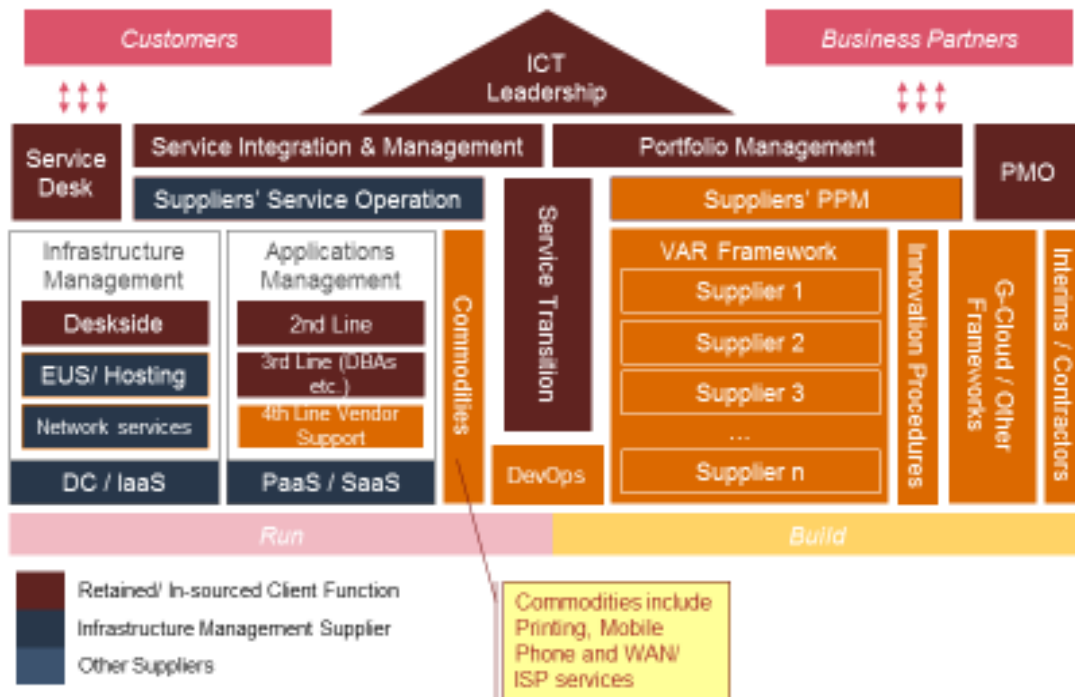 Customers
Business Partners
ICT
Leadership
Service
Desk
Service Integration & Management
Portfolio Management
PMO
Suppliers' Service Operation
Service Transition
Suppliers' PPM
Infrastructure
Management
Deskside
EUS/ Hosting
Network services
DC / IaaS
Applications
Management
2nd Line
3rd Line (DBAs
etc.)
4th Line Vendor
Support
PaaS / SaaS
Commodities
DevOps
VAR Framework
Supplier 1
Supplier 2
Supplier 3
...
Supplier n
Innovation Procedures
G-Cloud / Other
Frameworks
Interims / Contractors
Run
Build
Retained/ In-sourced Client Function
Infrastructure Management Supplier
Other Suppliers
Commodities include
Printing, Mobile
Phone and WAN/
ISP services